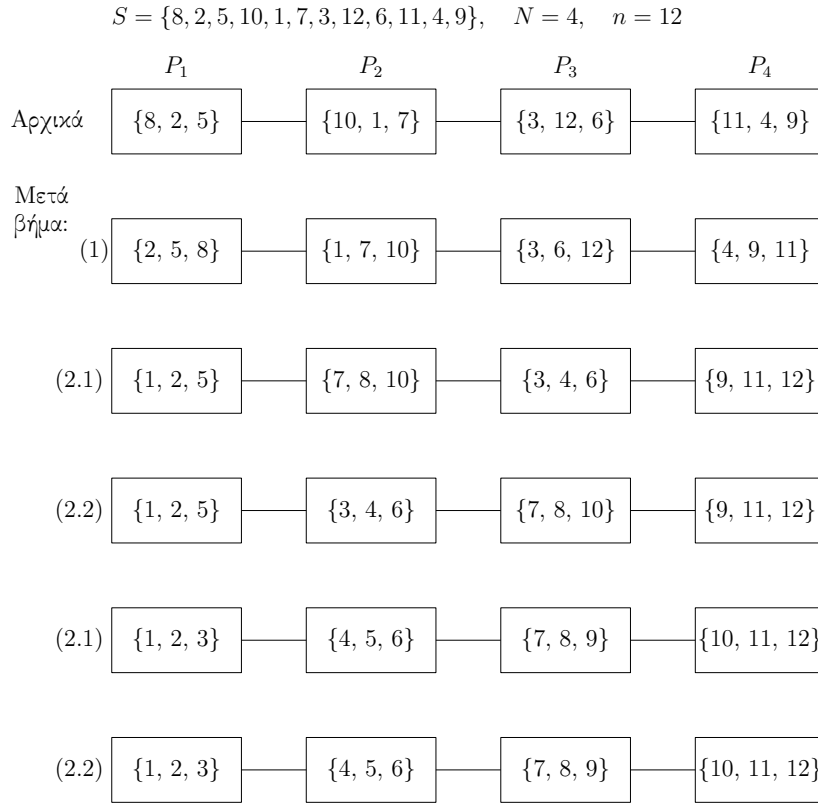 S = {8, 2, 5, 10, 1, 7, 3, 12, 6, 11, 4, 9}, N = 4, n = 12
P₁ P₂ P₃ P₄
Αρχικά {8, 2, 5} {10, 1, 7} {3, 12, 6} {11, 4, 9}
Μετά
βήμα:
(1) {2, 5, 8} {1, 7, 10} {3, 6, 12} {4, 9, 11}
(2.1) {1, 2, 5} {7, 8, 10} {3, 4, 6} {9, 11, 12}
(2.2) {1, 2, 5} {3, 4, 6} {7, 8, 10} {9, 11, 12}
(2.1) {1, 2, 3} {4, 5, 6} {7, 8, 9} {10, 11, 12}
(2.2) {1, 2, 3} {4, 5, 6} {7, 8, 9} {10, 11, 12}